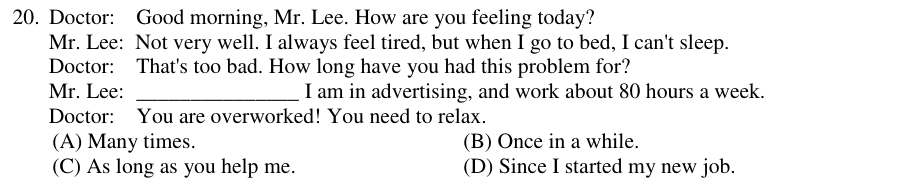 20. Doctor: Good morning, Mr. Lee. How are you feeling today?
Mr. Lee: Not very well. I always feel tired, but when I go to bed, I can't sleep.
Doctor: That's too bad. How long have you had this problem for?
Mr. Lee: _______________ I am in advertising, and work about 80 hours a week.
Doctor: You are overworked! You need to relax.
(A) Many times. (B) Once in a while.
(C) As long as you help me. (D) Since I started my new job.